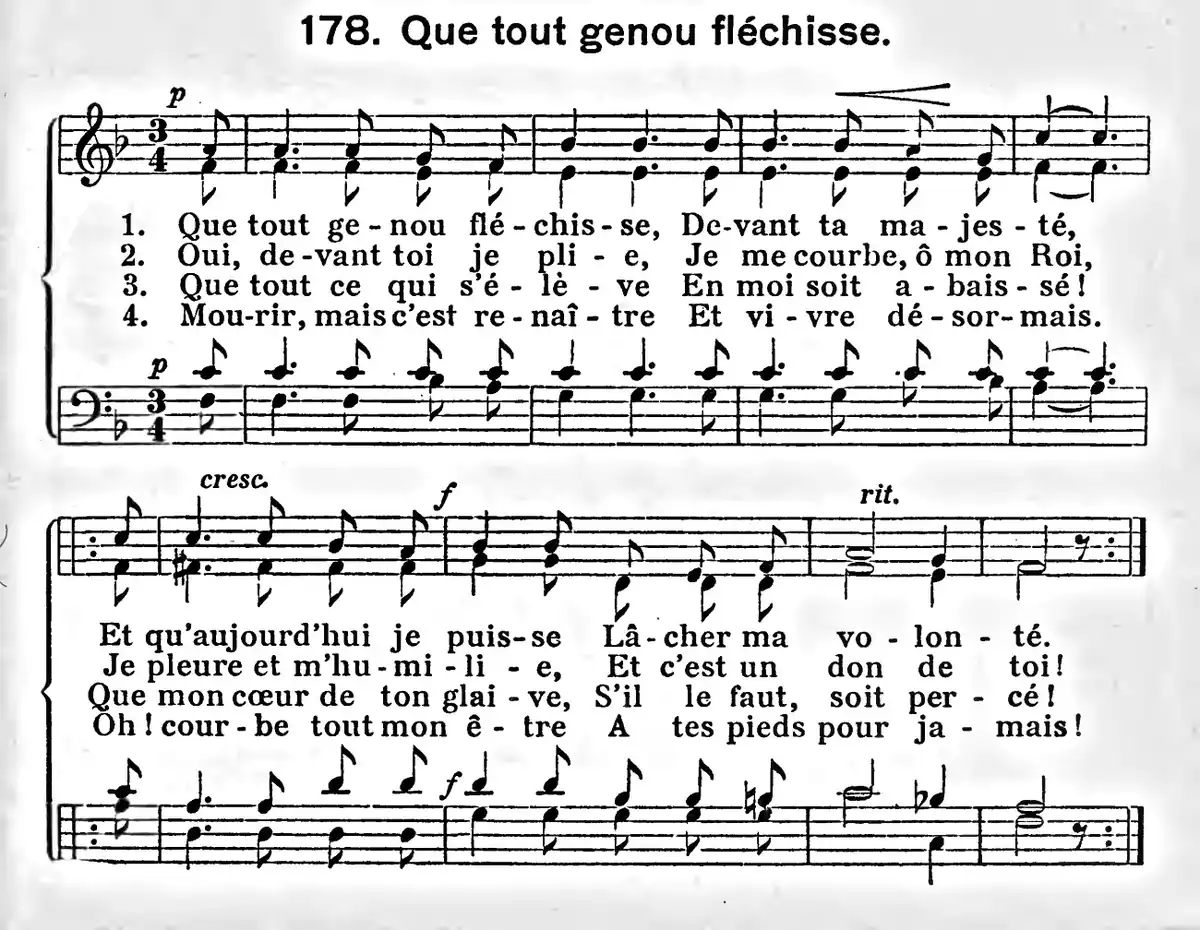 178. Que tout genou fléchisse.
p
3/4
1. Que tout ge - nou flé - chis - se, De-vant ta ma - jes - té,
2. Oui, de - vant toi je pli - e, Je me courbe, ô mon Roi,
3. Que tout ce qui s'é - lè - ve En moi soit a - bais - sé!
4. Mou-rir, mais c'est re - naî - tre Et vi - vre dé - sor - mais.
p
3/4
cresc. f rit.
Et qu'aujourd'hui je puis-se Lâ - cher ma vo - lon - té.
Je pleure et m'hu - mi - li - e, Et c'est un don de toi!
Que mon cœur de ton glai - ve, S'il le faut, soit per - cé!
Oh! cour - be tout mon ê - tre A tes pieds pour ja - mais!
f